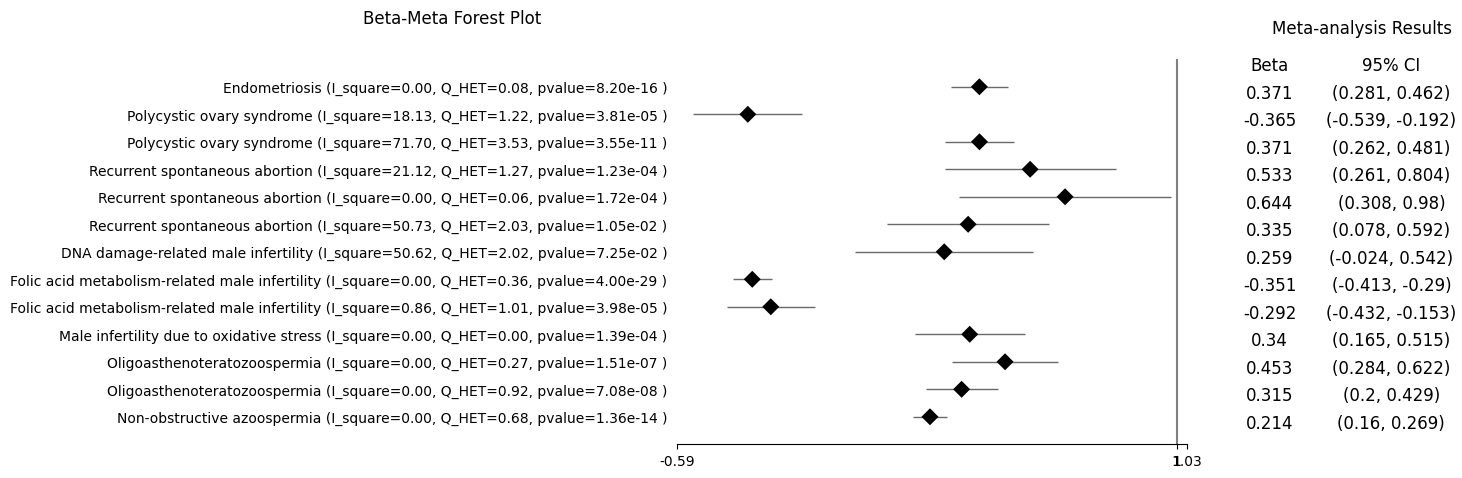 Beta-Meta Forest Plot
Meta-analysis Results
Beta 95% CI
Endometriosis (I_square=0.00, Q_HET=0.08, pvalue=8.20e-16 ) 0.371 (0.281, 0.462)
Polycystic ovary syndrome (I_square=18.13, Q_HET=1.22, pvalue=3.81e-05 ) -0.365 (-0.539, -0.192)
Polycystic ovary syndrome (I_square=71.70, Q_HET=3.53, pvalue=3.55e-11 ) 0.371 (0.262, 0.481)
Recurrent spontaneous abortion (I_square=21.12, Q_HET=1.27, pvalue=1.23e-04 ) 0.533 (0.261, 0.804)
Recurrent spontaneous abortion (I_square=0.00, Q_HET=0.06, pvalue=1.72e-04 ) 0.644 (0.308, 0.98)
Recurrent spontaneous abortion (I_square=50.73, Q_HET=2.03, pvalue=1.05e-02 ) 0.335 (0.078, 0.592)
DNA damage-related male infertility (I_square=50.62, Q_HET=2.02, pvalue=7.25e-02 ) 0.259 (-0.024, 0.542)
Folic acid metabolism-related male infertility (I_square=0.00, Q_HET=0.36, pvalue=4.00e-29 ) -0.351 (-0.413, -0.29)
Folic acid metabolism-related male infertility (I_square=0.86, Q_HET=1.01, pvalue=3.98e-05 ) -0.292 (-0.432, -0.153)
Male infertility due to oxidative stress (I_square=0.00, Q_HET=0.00, pvalue=1.39e-04 ) 0.34 (0.165, 0.515)
Oligoasthenoteratozoospermia (I_square=0.00, Q_HET=0.27, pvalue=1.51e-07 ) 0.453 (0.284, 0.622)
Oligoasthenoteratozoospermia (I_square=0.00, Q_HET=0.92, pvalue=7.08e-08 ) 0.315 (0.2, 0.429)
Non-obstructive azoospermia (I_square=0.00, Q_HET=0.68, pvalue=1.36e-14 ) 0.214 (0.16, 0.269)
-0.59 1 1.03